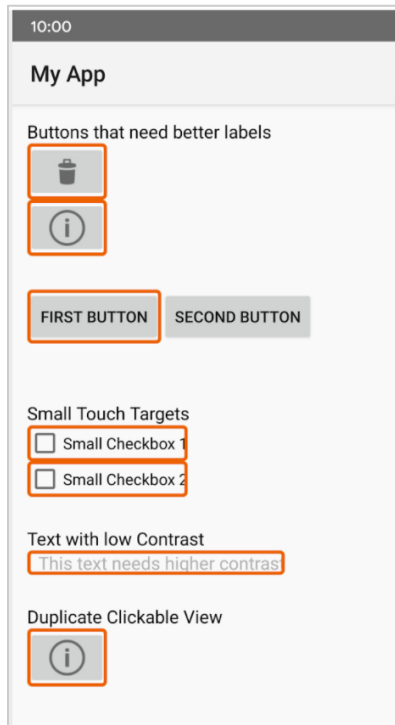 10:00
My App
Buttons that need better labels
FIRST BUTTON SECOND BUTTON
Small Touch Targets
Small Checkbox 1
Small Checkbox 2
Text with low Contrast
This text needs higher contrast
Duplicate Clickable View